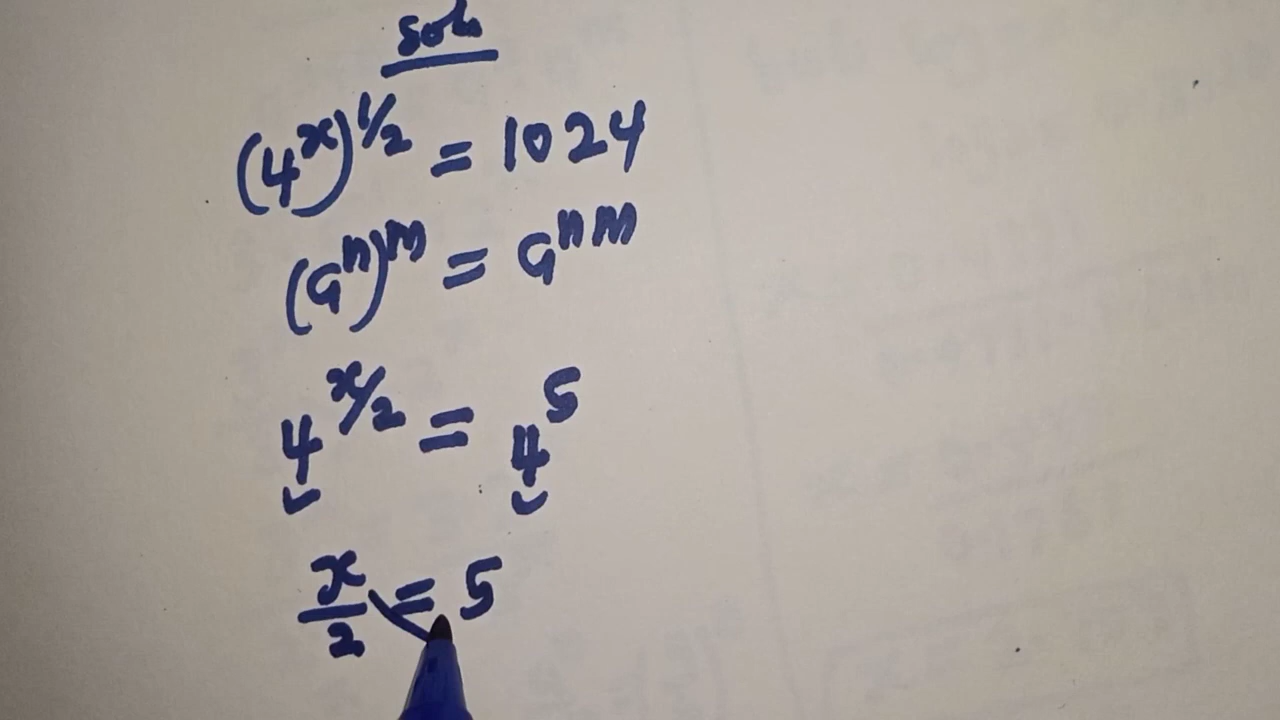 Soln
(4^x)^1/2 = 1024
(a^n)^m = a^nm
4^x/2 = 4^5
x/2 = 5